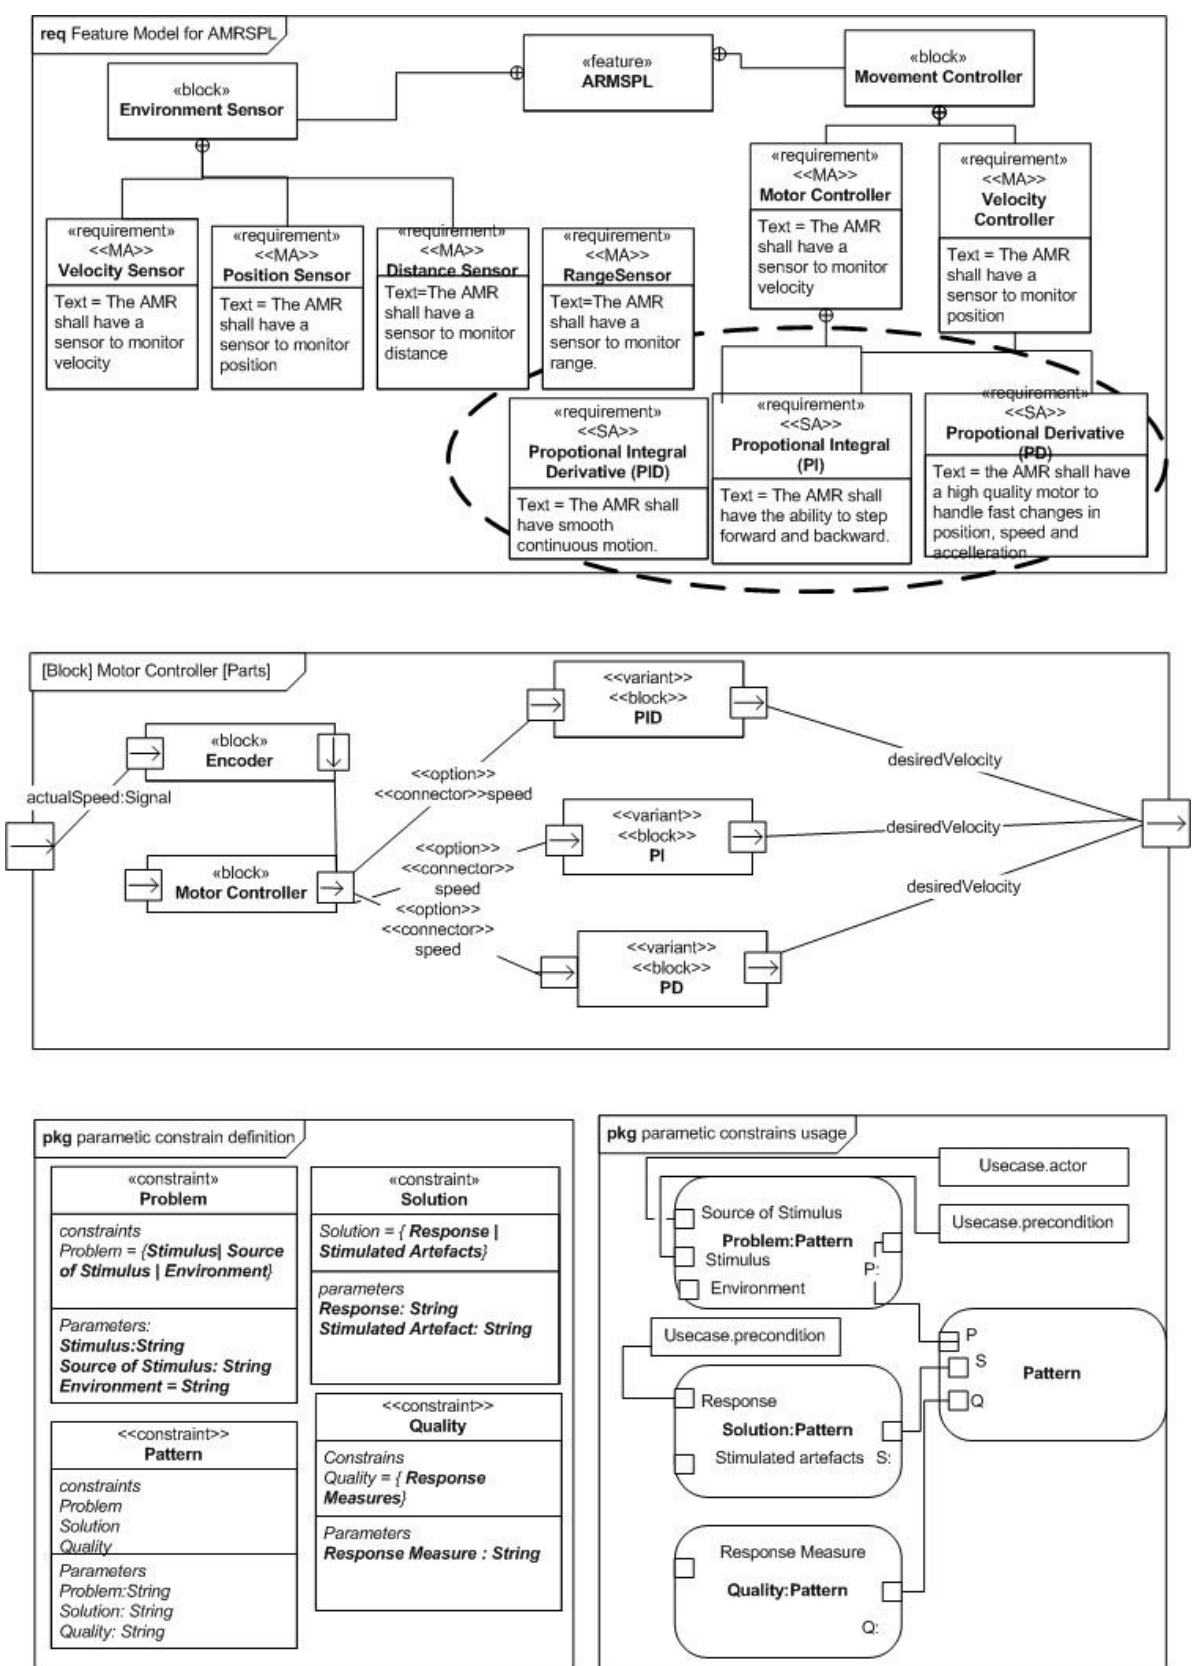 req Feature Model for AMRSPL
«feature»
ARMSPL
«block»
Movement Controller
«block»
Environment Sensor
«requirement»
<<MA>>
Motor Controller
Text = The AMR
shall have a
sensor to monitor
velocity
«requirement»
<<MA>>
Velocity
Controller
Text = The AMR
shall have a
sensor to monitor
position
«requirement»
<<MA>>
Velocity Sensor
Text = The AMR
shall have a
sensor to monitor
velocity
«requirement»
<<MA>>
Position Sensor
Text = The AMR
shall have a
sensor to monitor
position
«requirement»
<<MA>>
Distance Sensor
Text=The AMR
shall have a
sensor to monitor
distance
«requirement»
<<MA>>
RangeSensor
Text=The AMR
shall have a
sensor to monitor
range.
«requirement»
<<SA>>
Propotional Integral
Derivative (PID)
Text = The AMR shall
have smooth
continuous motion.
«requirement»
<<SA>>
Propotional Integral
(PI)
Text = The AMR shall
have the ability to step
forward and backward.
«requirement»
<<SA>>
Propotional Derivative
(PD)
Text = the AMR shall have
a high quality motor to
handle fast changes in
position, speed and
accelleration
[Block] Motor Controller [Parts]
«block»
Encoder
actualSpeed:Signal
«block»
Motor Controller
<<option>>
<<connector>>speed
<<option>>
<<connector>>
speed
<<option>>
<<connector>>
speed
<<variant>>
<<block>>
PID
<<variant>>
<<block>>
PI
<<variant>>
<<block>>
PD
desiredVelocity
desiredVelocity
desiredVelocity
pkg parametic constrain definition
«constraint»
Problem
constraints
Problem = {Stimulus| Source
of Stimulus | Environment}
Parameters:
Stimulus:String
Source of Stimulus: String
Environment = String
«constraint»
Solution
Solution = { Response |
Stimulated Artefacts}
parameters
Response: String
Stimulated Artefact: String
<<constraint>>
Pattern
constraints
Problem
Solution
Quality
Parameters
Problem:String
Solution: String
Quality: String
<<constraint>>
Quality
Constrains
Quality = { Response
Measures}
Parameters
Response Measure : String
pkg parametic constrains usage
Usecase.actor
Usecase.precondition
Source of Stimulus
Problem:Pattern
Stimulus
P:
Environment
Usecase.precondition
P
S
Q
Pattern
Response
Solution:Pattern
Stimulated artefacts S:
Response Measure
Quality:Pattern
Q: